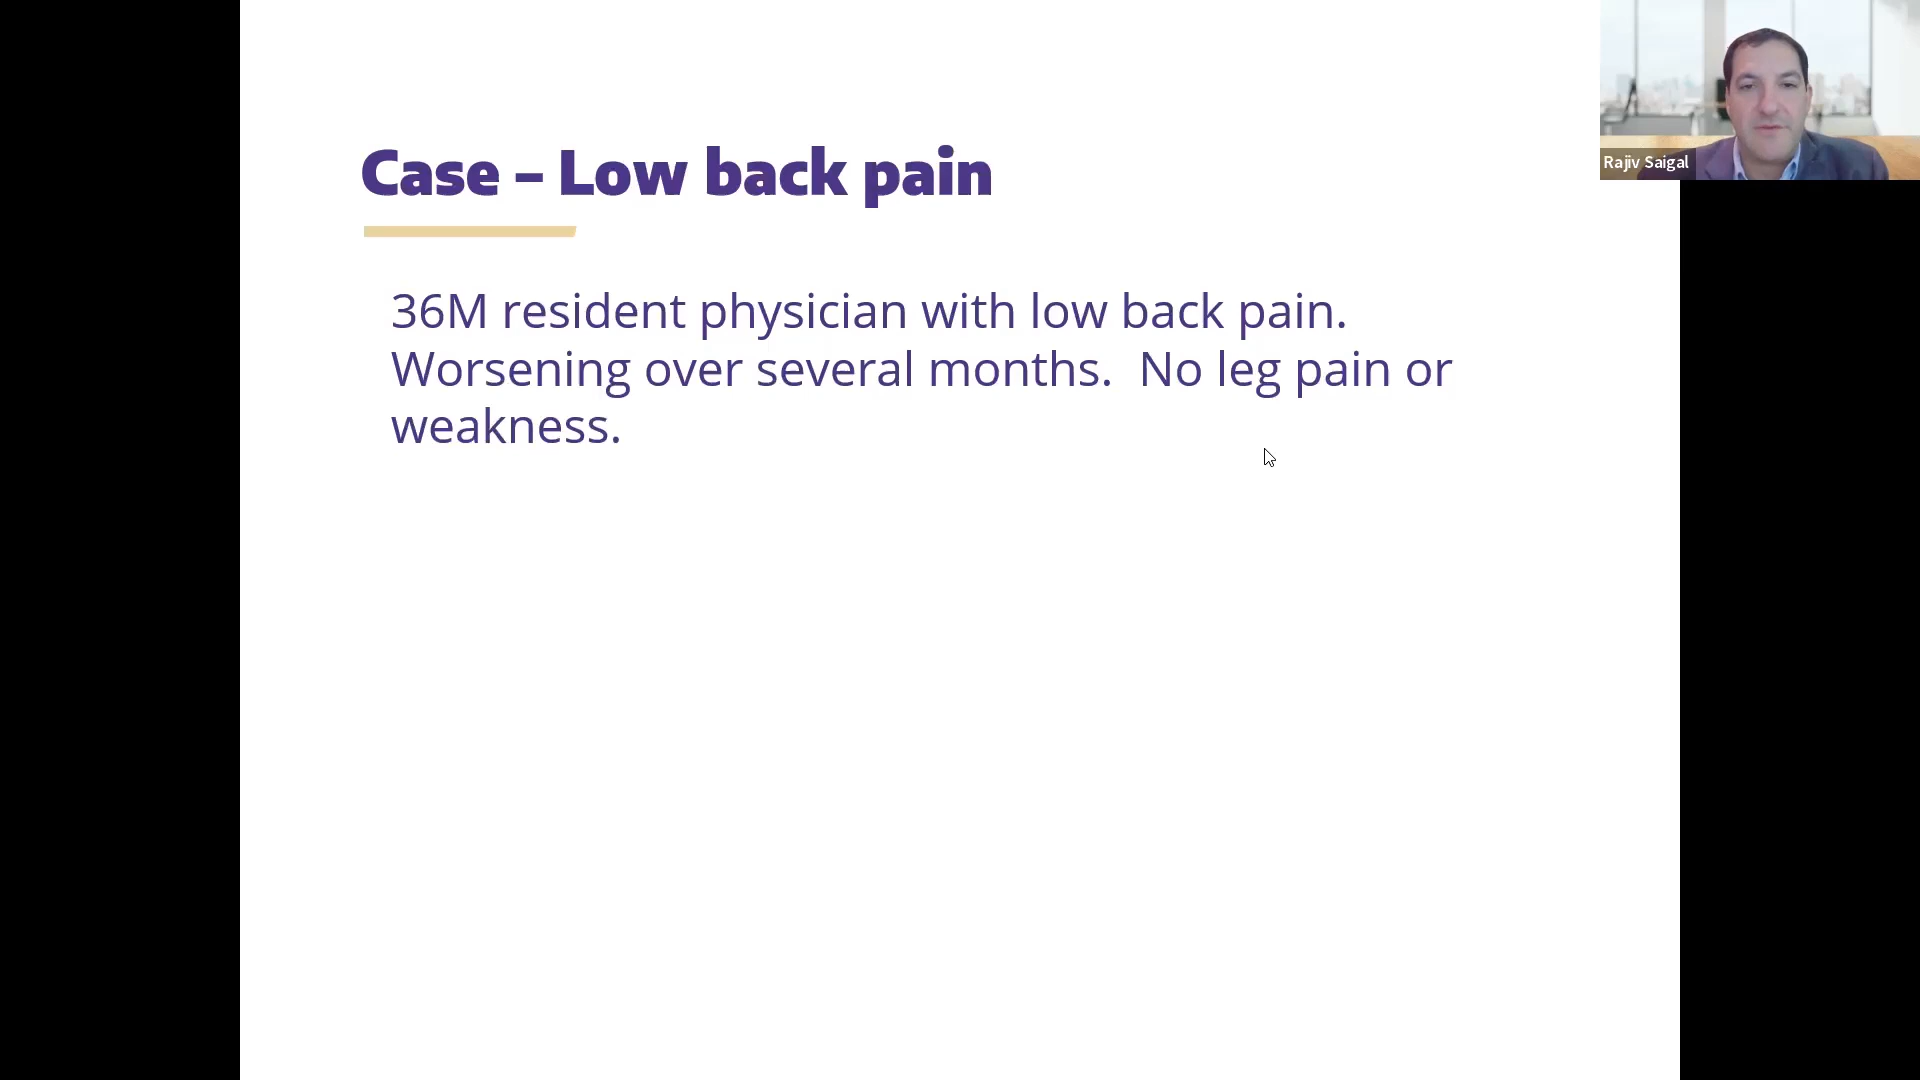 Case – Low back pain
36M resident physician with low back pain.
Worsening over several months.  No leg pain or
weakness.
Rajiv Saigal